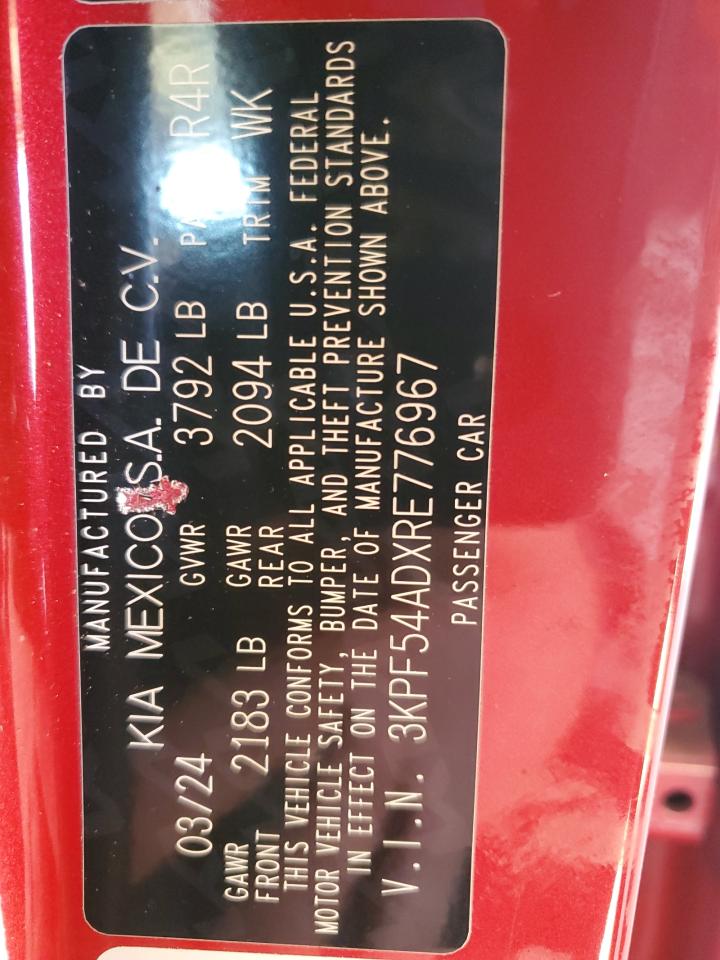 MANUFACTURED BY
KIA MEXICO S.A. DE C.V.
03/24 GVWR 3792 LB R4R
GAWR FRONT 2183 LB GAWR REAR 2094 LB TRIM WK
THIS VEHICLE CONFORMS TO ALL APPLICABLE U.S.A. FEDERAL
MOTOR VEHICLE SAFETY, BUMPER, AND THEFT PREVENTION STANDARDS
IN EFFECT ON THE DATE OF MANUFACTURE SHOWN ABOVE.
V.I.N. 3KPF54ADXRE776967
PASSENGER CAR